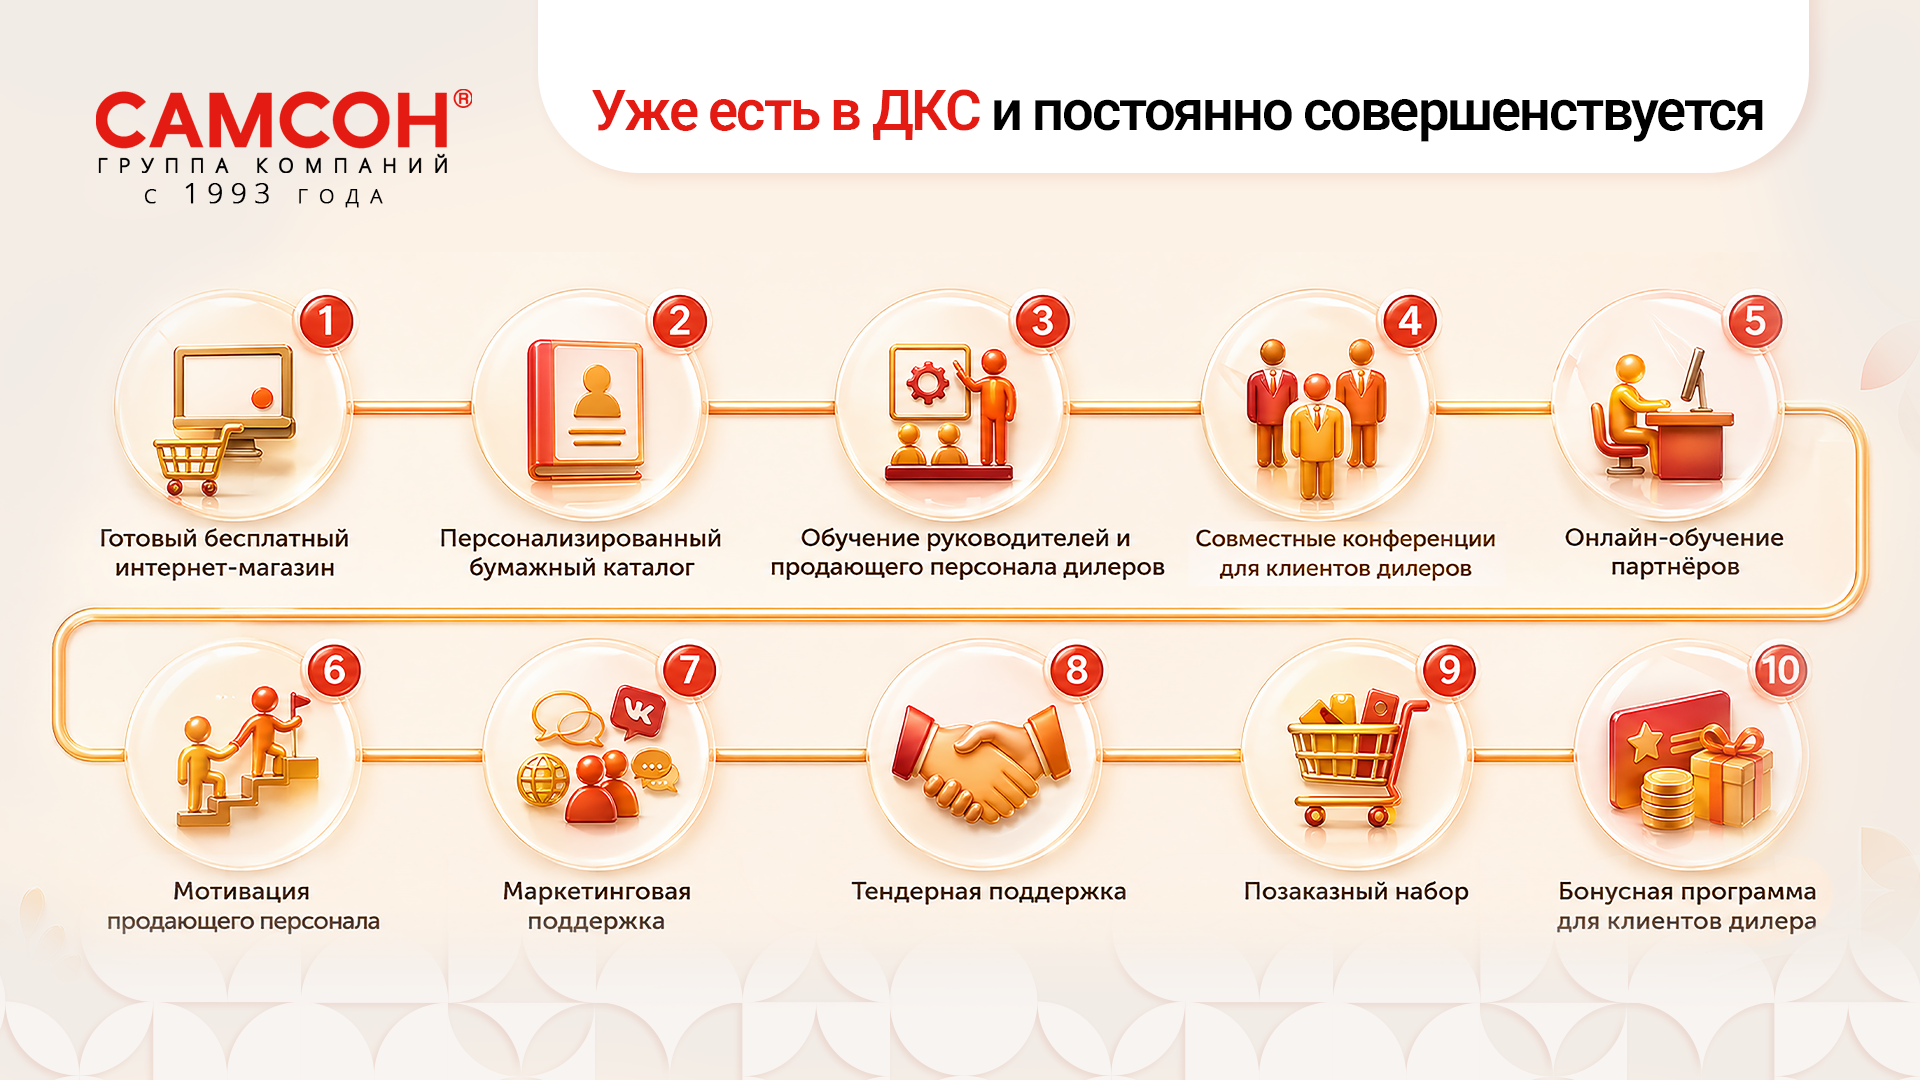 САМСОН®
ГРУППА КОМПАНИЙ
С 1993 ГОДА
Уже есть в ДКС и постоянно совершенствуется
1
Готовый бесплатный
интернет-магазин
2
Персонализированный
бумажный каталог
3
Обучение руководителей и
продающего персонала дилеров
4
Совместные конференции
для клиентов дилеров
5
Онлайн-обучение
партнёров
6
Мотивация
продающего персонала
7
Маркетинговая
поддержка
8
Тендерная поддержка
9
Позаказный набор
10
Бонусная программа
для клиентов дилера